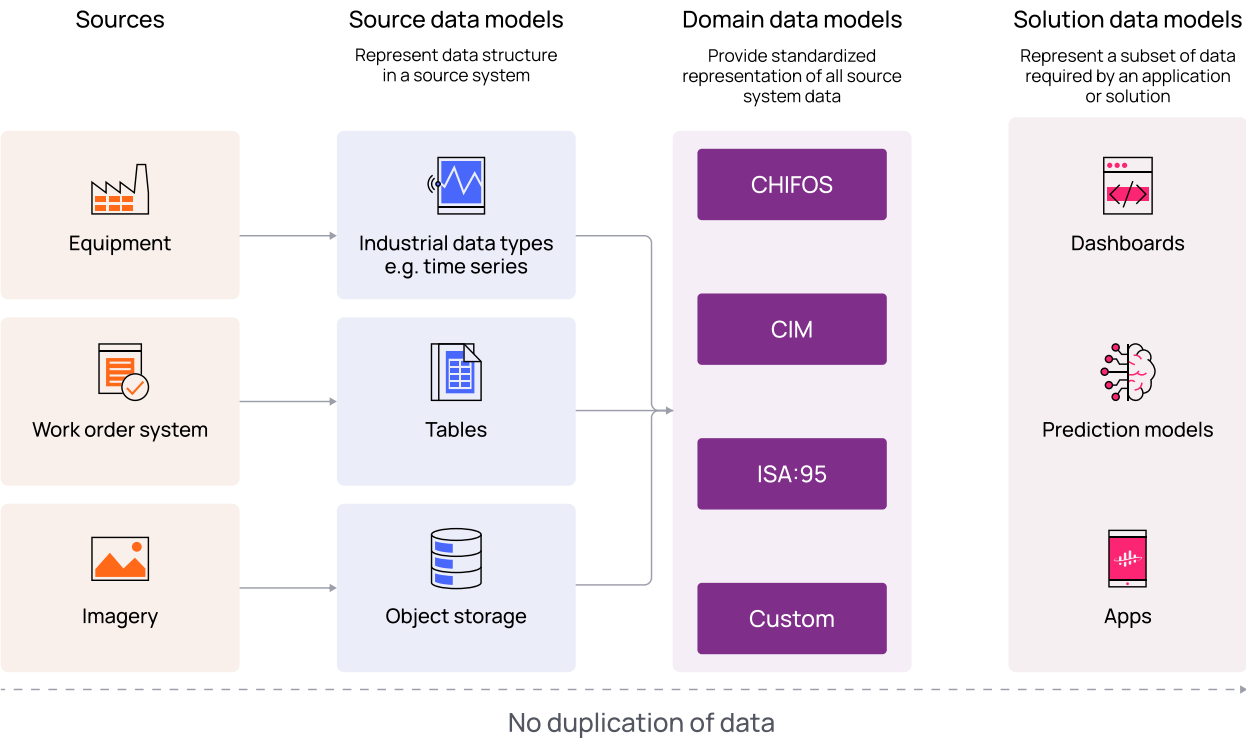 Sources
Source data models
Domain data models
Solution data models
Represent data structure
in a source system
Provide standardized
representation of all source
system data
Represent a subset of data
required by an application
or solution
Equipment
Industrial data types
e.g. time series
CHIFOS
Dashboards
CIM
Work order system
Tables
Prediction models
ISA:95
Imagery
Object storage
Custom
Apps
No duplication of data